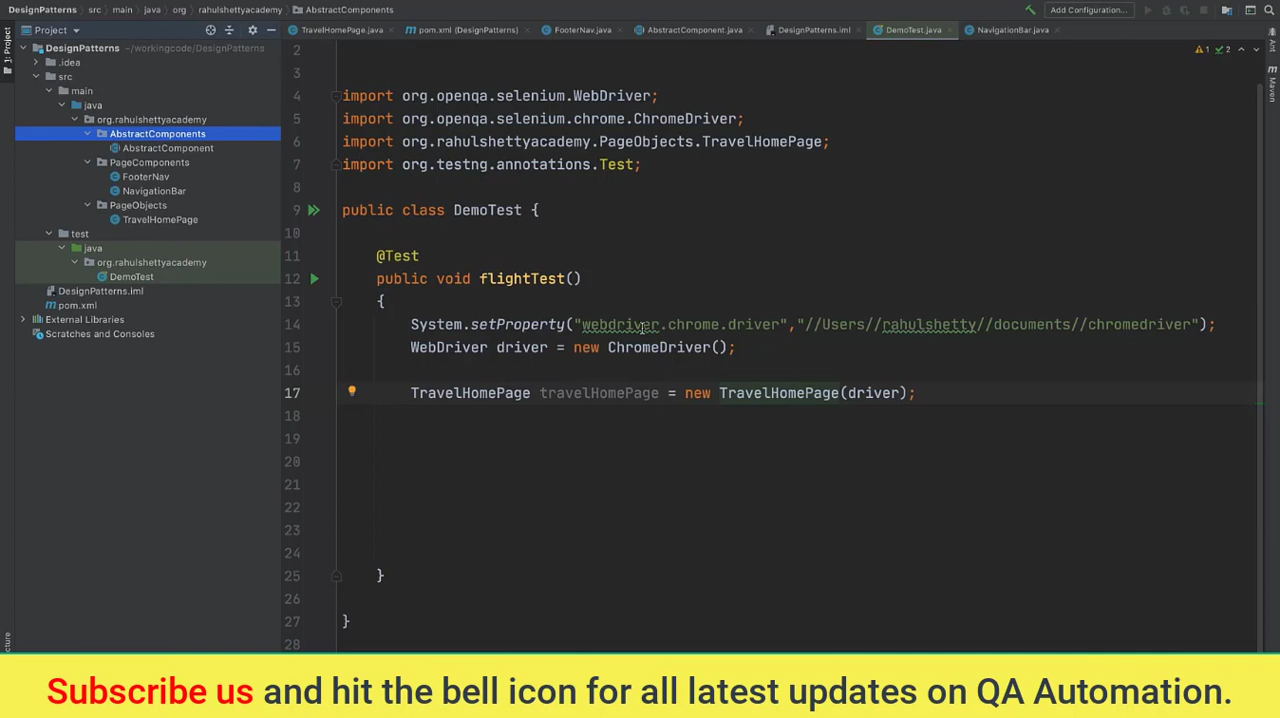 DesignPatterns src main java org rahulshettyacademy AbstractComponents
Add Configuration...
Project
TravelHomePage.java
pom.xml (DesignPatterns)
FooterNav.java
AbstractComponent.java
DesignPatterns.iml
DemoTest.java
NavigationBar.java
1: Project
DesignPatterns ~/workingcode/DesignPatterns
.idea
src
main
java
org.rahulshettyacademy
AbstractComponents
AbstractComponent
PageComponents
FooterNav
NavigationBar
PageObjects
TravelHomePage
test
java
org.rahulshettyacademy
DemoTest
DesignPatterns.iml
pom.xml
External Libraries
Scratches and Consoles
1 2
Ant
Maven
2
3
4 import org.openqa.selenium.WebDriver;
5 import org.openqa.selenium.chrome.ChromeDriver;
6 import org.rahulshettyacademy.PageObjects.TravelHomePage;
7 import org.testng.annotations.Test;
8
9 public class DemoTest {
10
11 @Test
12 public void flightTest()
13 {
14 System.setProperty("webdriver.chrome.driver","//Users//rahulshetty//documents//chromedriver");
15 WebDriver driver = new ChromeDriver();
16
17 TravelHomePage travelHomePage = new TravelHomePage(driver);
18
19
20
21
22
23
24
25 }
26
27 }
28
Subscribe us and hit the bell icon for all latest updates on QA Automation.